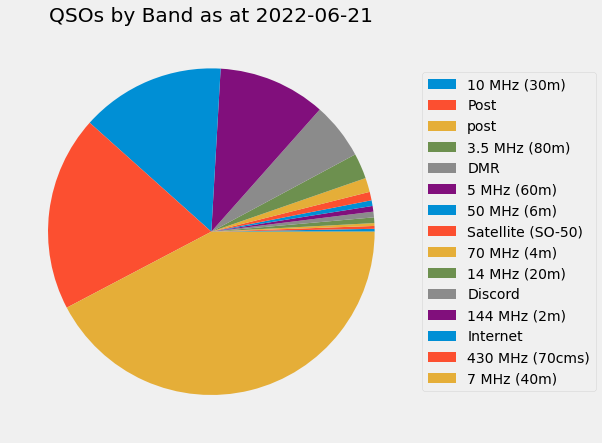 QSOs by Band as at 2022-06-21
10 MHz (30m)
Post
post
3.5 MHz (80m)
DMR
5 MHz (60m)
50 MHz (6m)
Satellite (SO-50)
70 MHz (4m)
14 MHz (20m)
Discord
144 MHz (2m)
Internet
430 MHz (70cms)
7 MHz (40m)